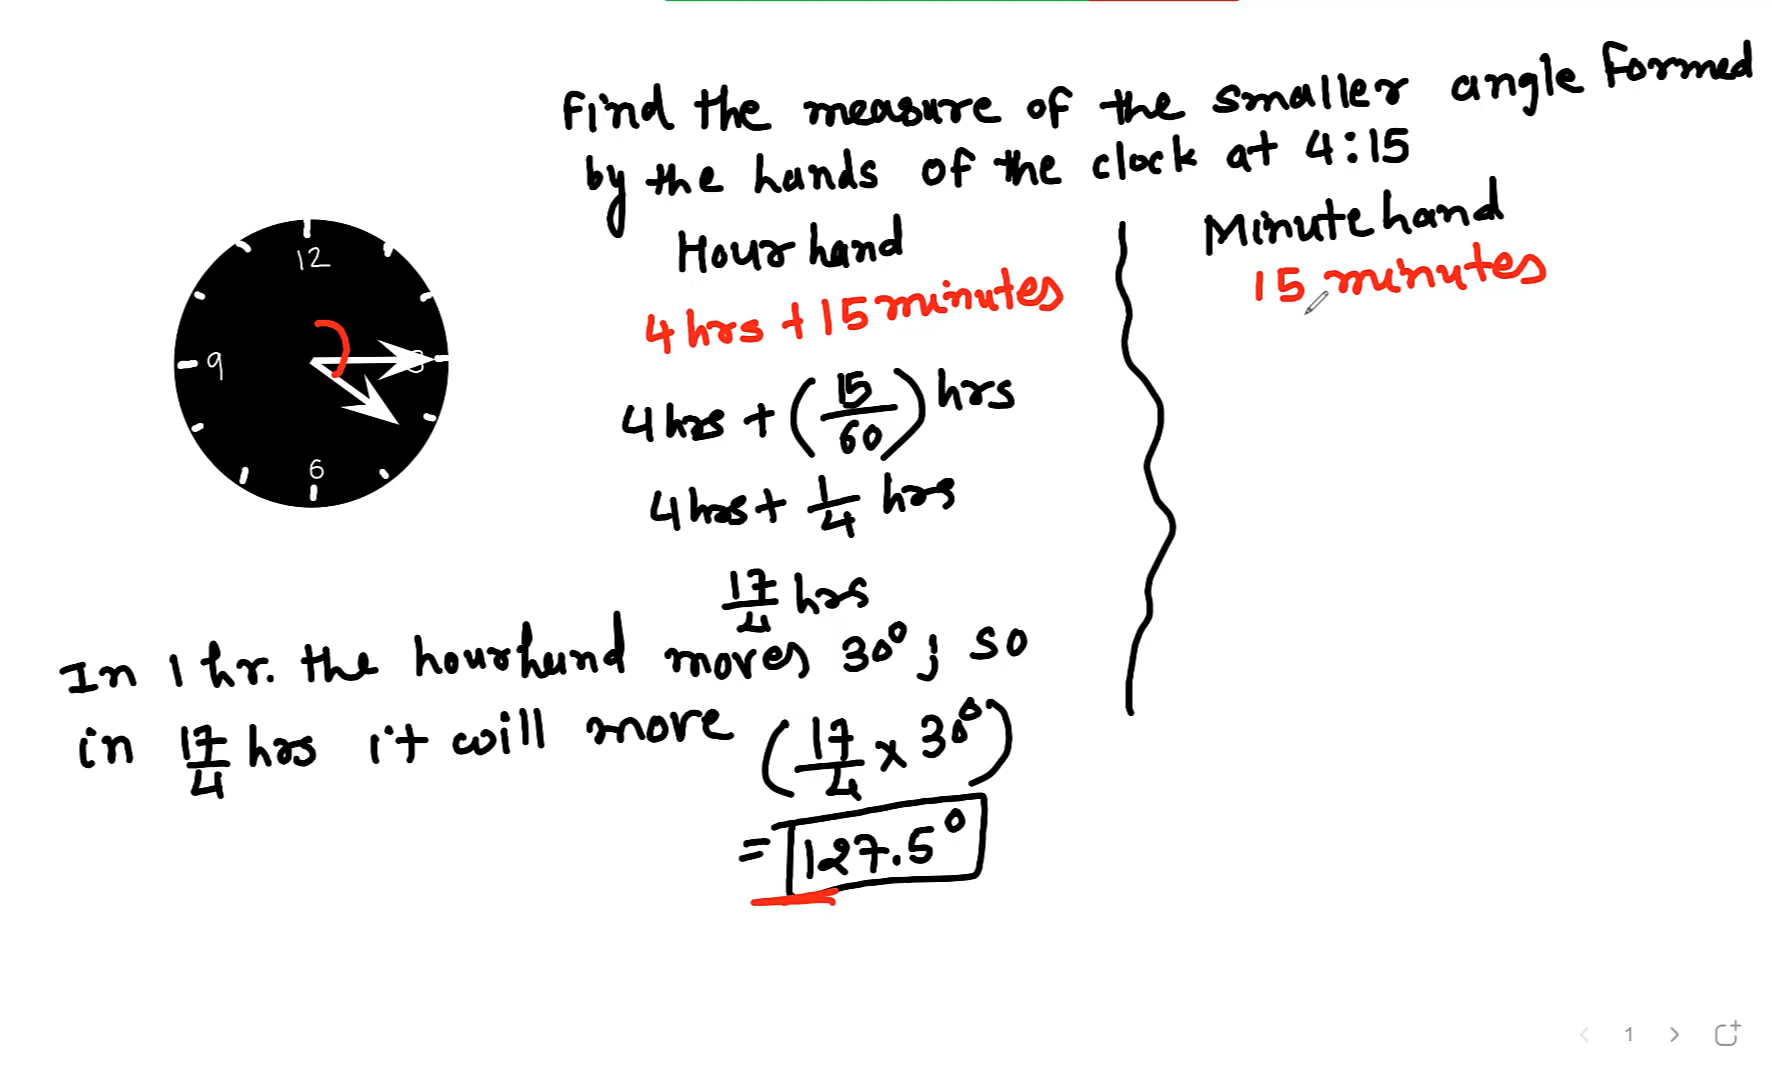 Find the measure of the smaller angle formed
by the hands of the clock at 4:15
Hour hand
4 hrs + 15 minutes
4 hrs + (15/60) hrs
4 hrs + 1/4 hrs
17/4 hrs
In 1 hr. the hour hand moves 30°; so
in 17/4 hrs it will move (17/4 x 30°)
= 127.5°
Minute hand
15 minutes
12
9
3
6
1